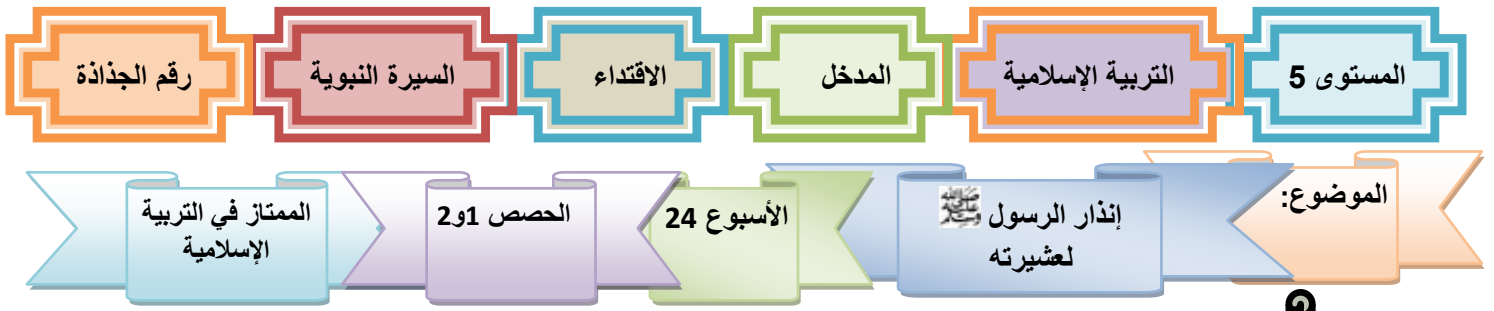 المستوى 5
التربية الإسلامية
المدخل
الاقتداء
السيرة النبوية
رقم الجذاذة
الموضوع:
إنذار الرسول ﷺ
لعشيرته
الأسبوع 24
الحصص 1و2
الممتاز في التربية
الإسلامية